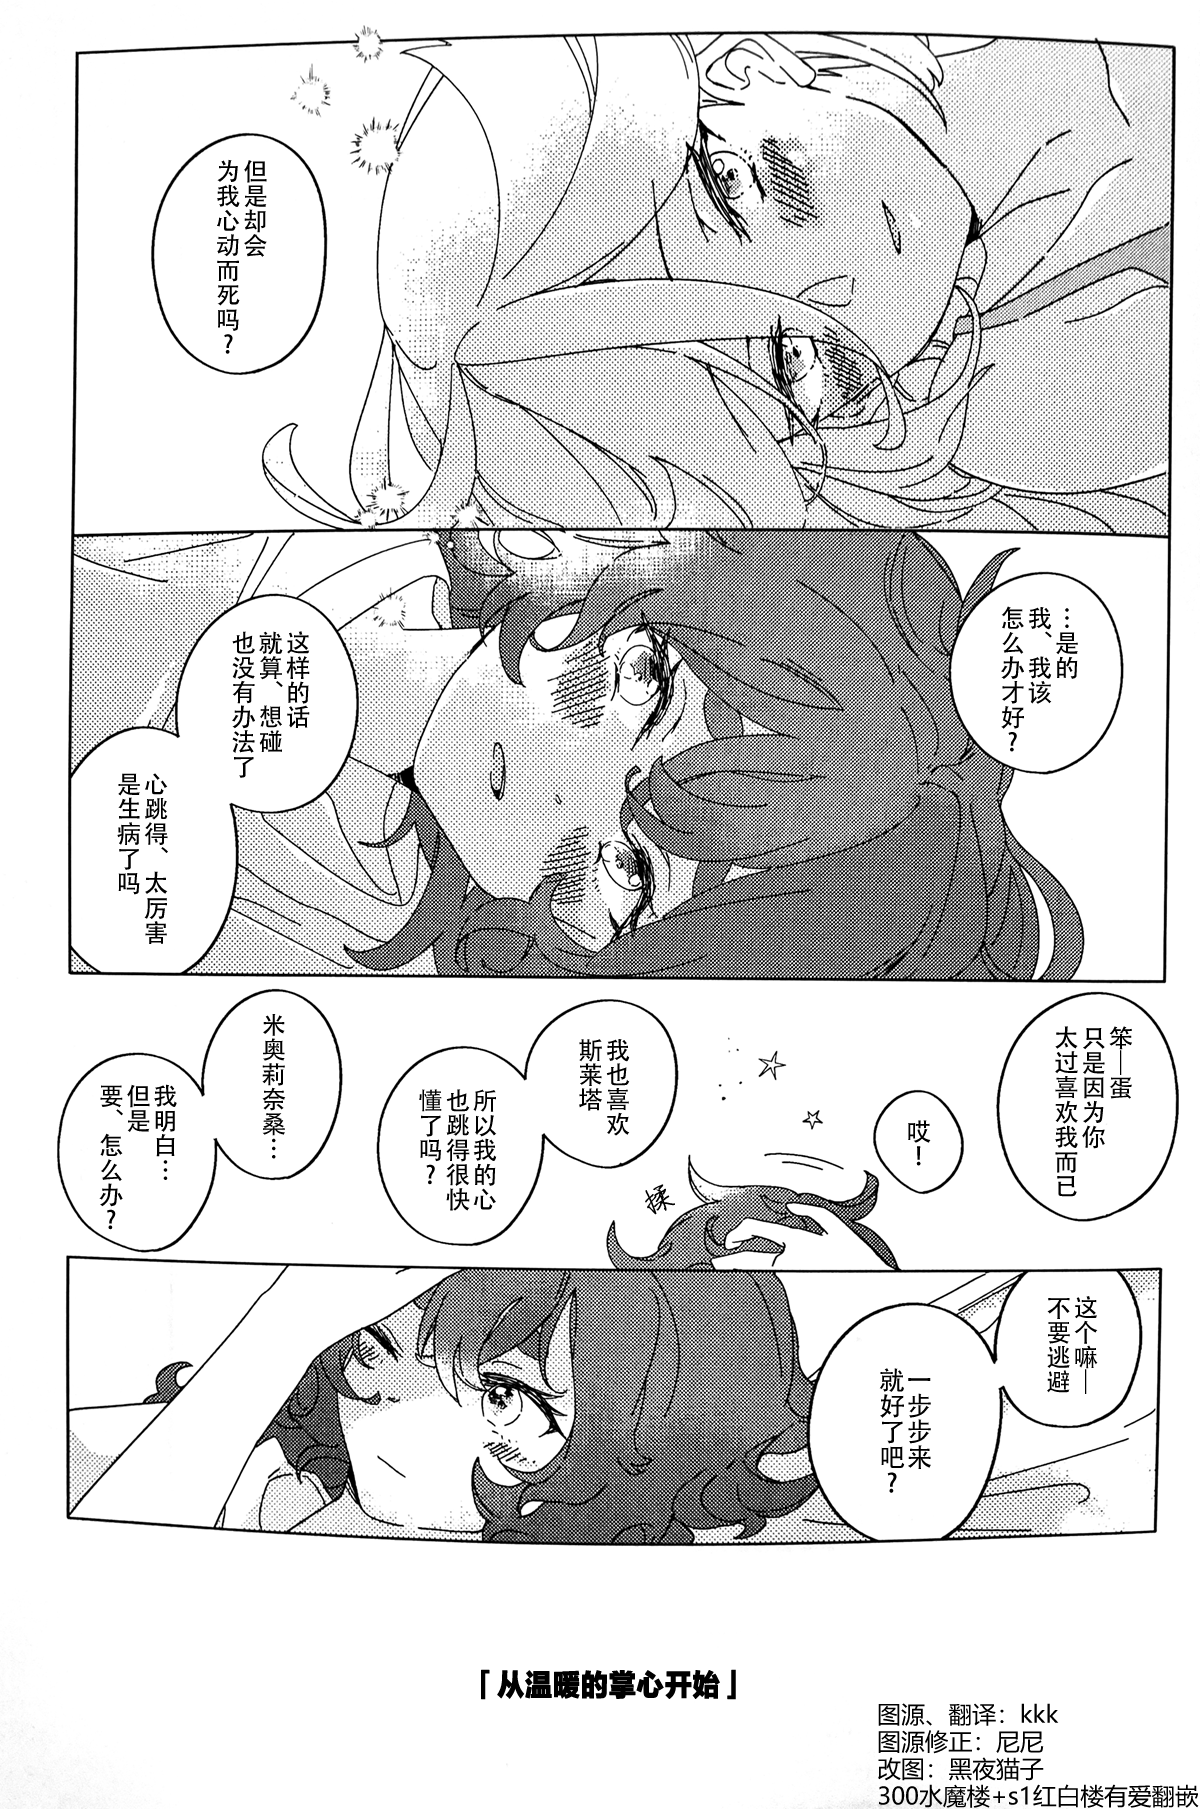 但是却会
为我心动而死吗？
…是的
我、我该
怎么办才好？
这样的话
就算、想碰
也没有办法了
心跳得、太厉害
是生病了吗
笨—蛋
只是因为你
太过喜欢我而已
哎！
揉
我也喜欢
斯莱塔
所以我的心
也跳得很快
懂了吗？
米奥莉奈桑…
我明白…
但是
要、怎么办？
这个嘛—
不要逃避
一步步来
就好了吧？
「从温暖的掌心开始」
图源、翻译：kkk
图源修正：尼尼
改图：黑夜猫子
300水魔楼+s1红白楼有爱翻嵌